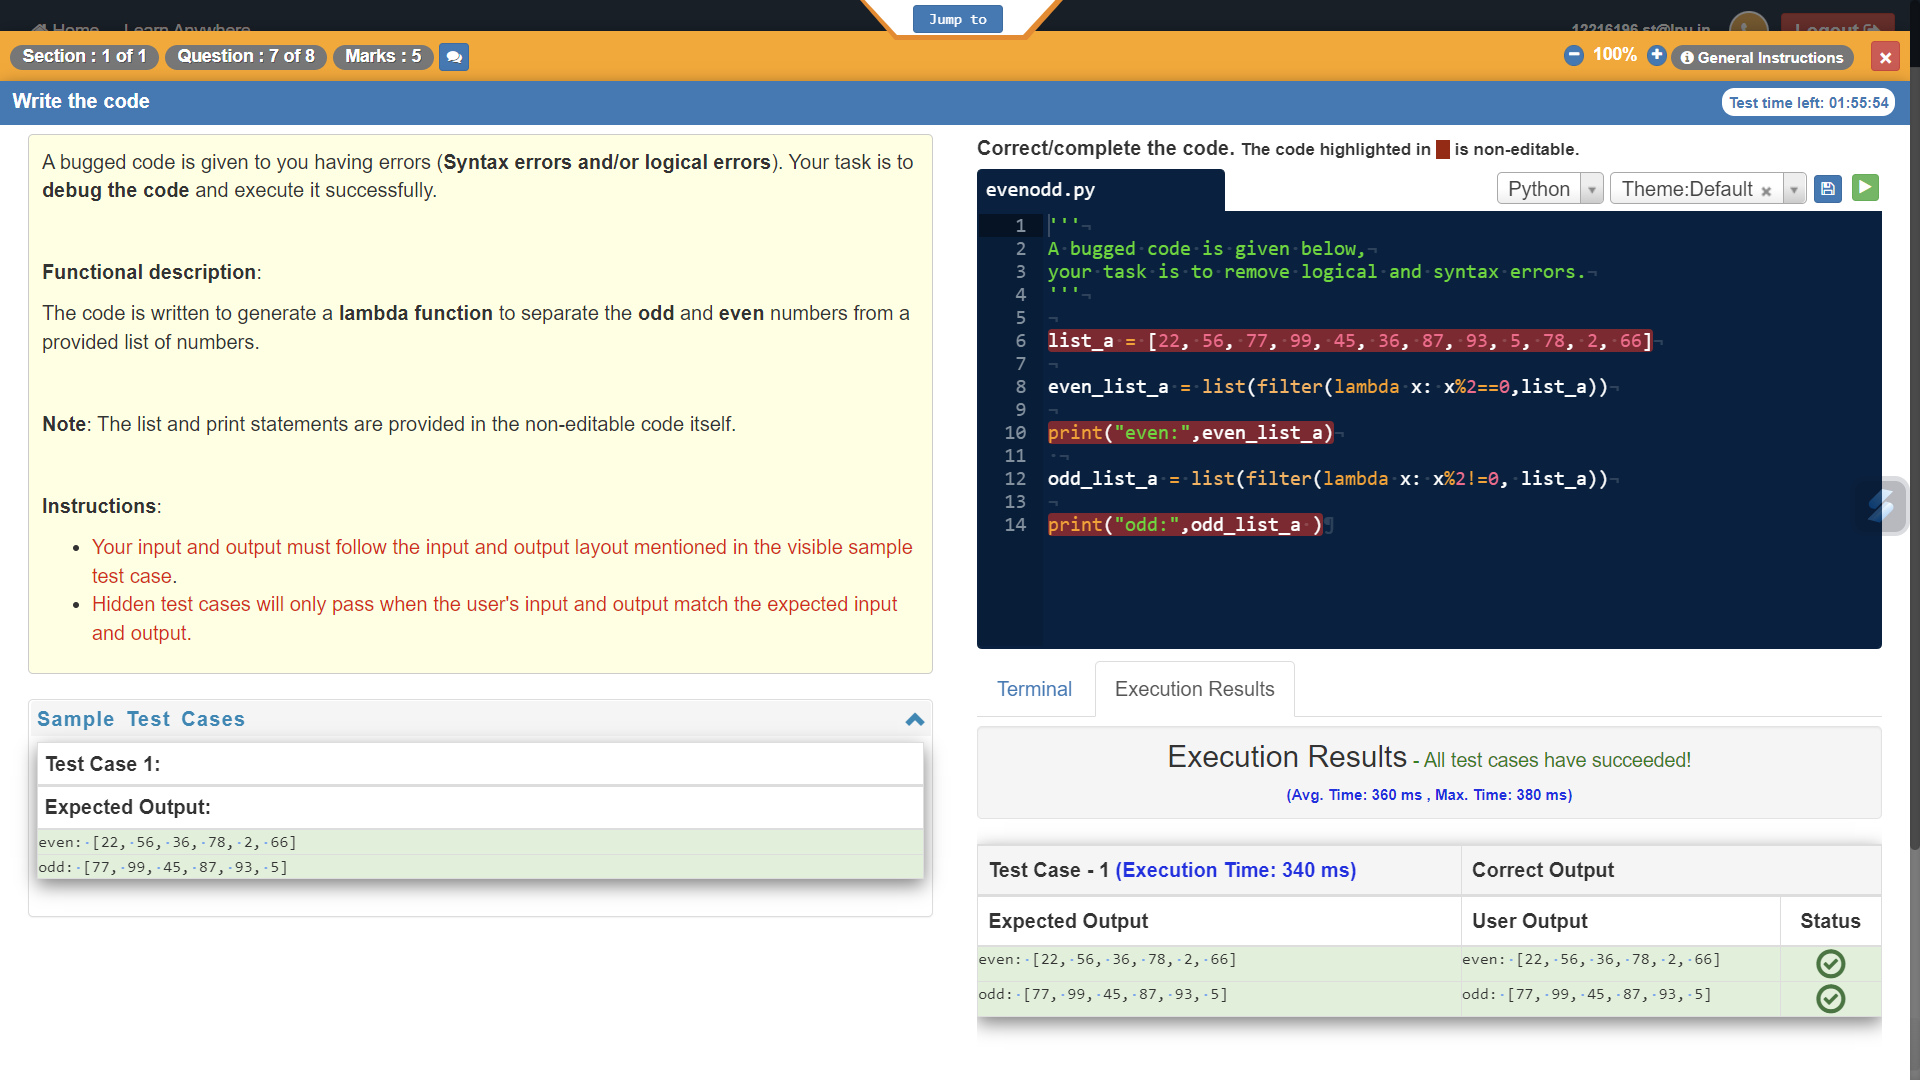 Home Learn Anywhere
Jump to
12216196.st@lpu.in
Logout
Section : 1 of 1
Question : 7 of 8
Marks : 5
100%
General Instructions
Write the code
Test time left: 01:55:54
A bugged code is given to you having errors (Syntax errors and/or logical errors). Your task is to
debug the code and execute it successfully.
Functional description:
The code is written to generate a lambda function to separate the odd and even numbers from a
provided list of numbers.
Note: The list and print statements are provided in the non-editable code itself.
Instructions:
• Your input and output must follow the input and output layout mentioned in the visible sample
test case.
• Hidden test cases will only pass when the user's input and output match the expected input
and output.
Sample Test Cases
Test Case 1:
Expected Output:
even: [22, 56, 36, 78, 2, 66]
odd: [77, 99, 45, 87, 93, 5]
Correct/complete the code. The code highlighted in is non-editable.
evenodd.py
Python
Theme:Default ×
1 '''
2 A bugged code is given below,
3 your task is to remove logical and syntax errors.
4 '''
5
6 list_a = [22, 56, 77, 99, 45, 36, 87, 93, 5, 78, 2, 66]
7
8 even_list_a = list(filter(lambda x: x%2==0,list_a))
9
10 print("even:",even_list_a)
11
12 odd_list_a = list(filter(lambda x: x%2!=0, list_a))
13
14 print("odd:",odd_list_a )
Terminal
Execution Results
Execution Results - All test cases have succeeded!
(Avg. Time: 360 ms , Max. Time: 380 ms)
Test Case - 1 (Execution Time: 340 ms)
Correct Output
Expected Output
User Output
Status
even: [22, 56, 36, 78, 2, 66]
even: [22, 56, 36, 78, 2, 66]
odd: [77, 99, 45, 87, 93, 5]
odd: [77, 99, 45, 87, 93, 5]